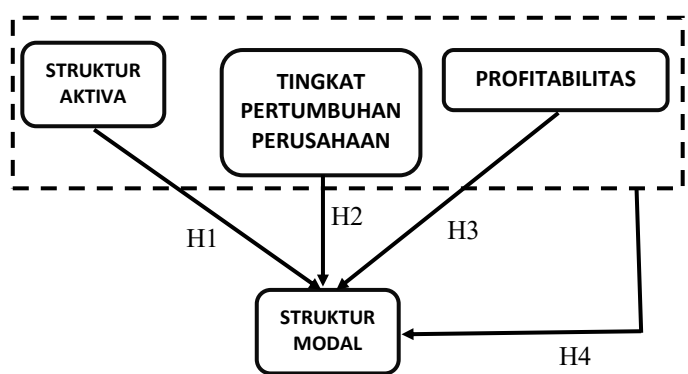 STRUKTUR
AKTIVA
TINGKAT
PERTUMBUHAN
PERUSAHAAN
PROFITABILITAS
H1
H2
H3
STRUKTUR
MODAL
H4